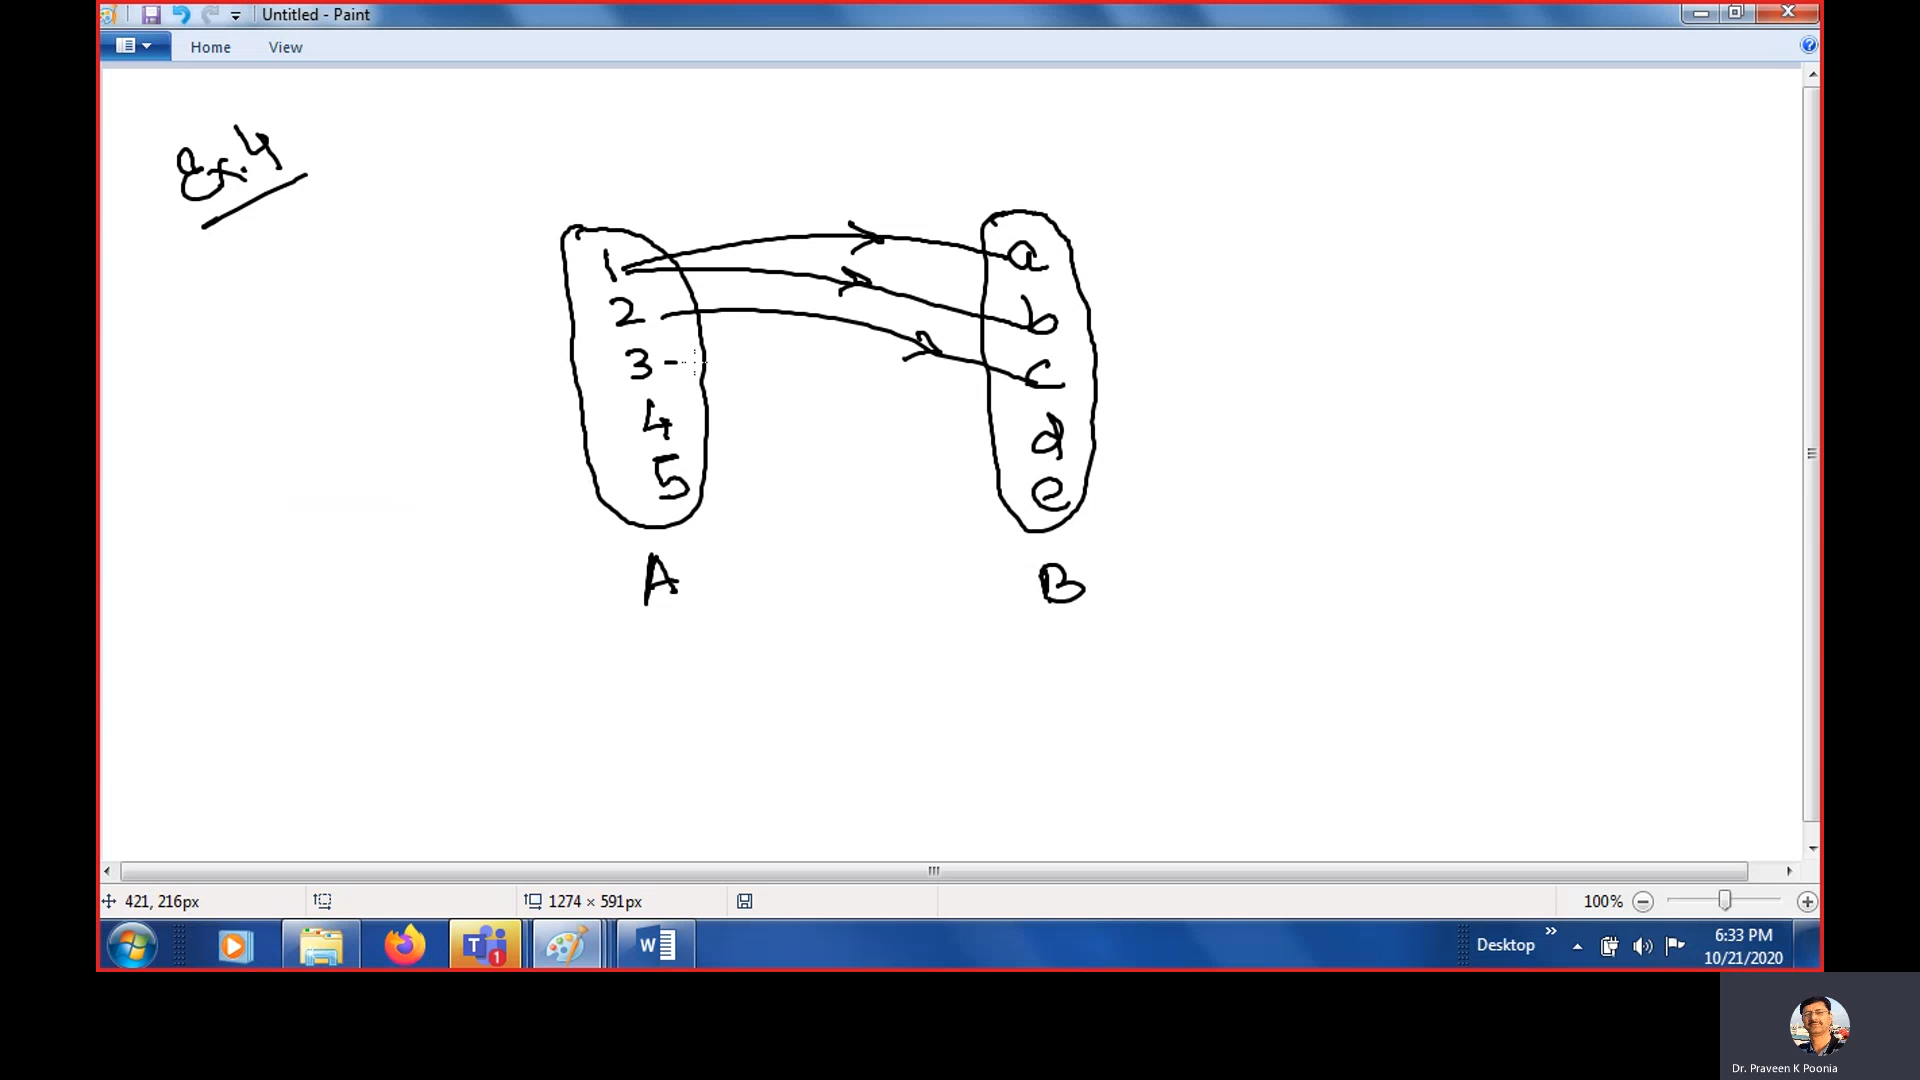 Untitled - Paint
Home View
Ex.4
1 a
2 b
3 c
4 d
5 e
A B
421, 216px 1274 × 591px 100%
T 1 W Desktop 6:33 PM
10/21/2020
Dr. Praveen K Poonia